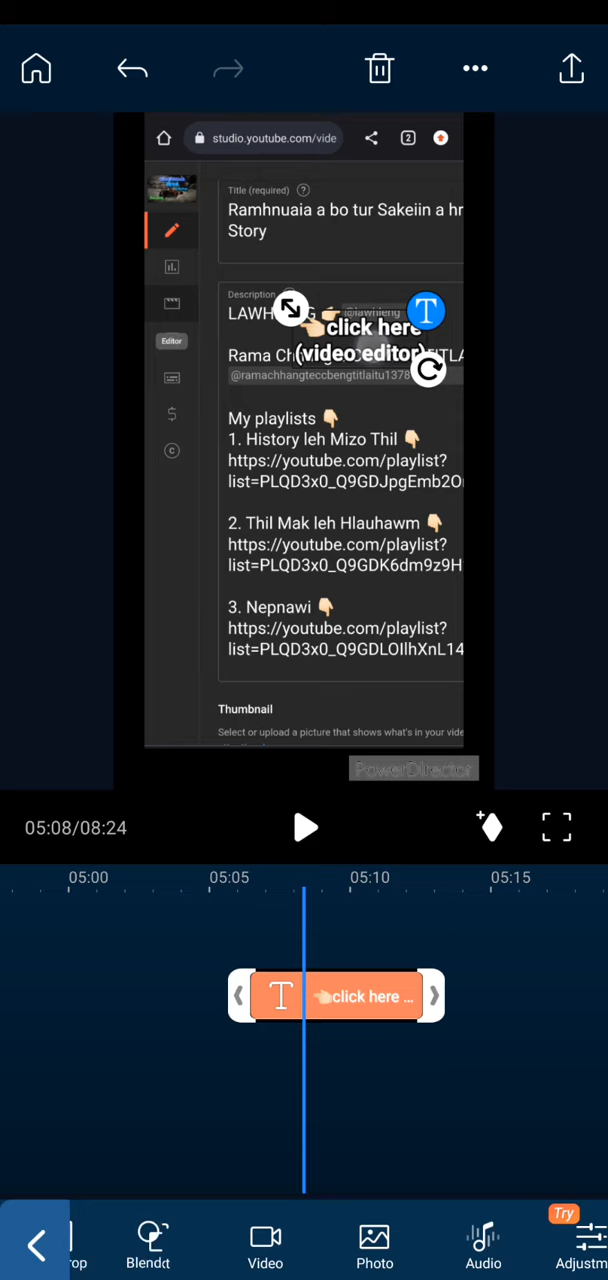 studio.youtube.com/vide
2
Title (required) ?
Ramhnuaia a bo tur Sakeiin a hr
Story
Description
LAWH
G 👉🏻 @lawhleng
👈🏻click here
(video editor)
Rama Ch
TITLA
@ramachhangteccbengtitlaitu1378
Editor
My playlists 👇🏻
1. History leh Mizo Thil 👇🏻
https://youtube.com/playlist?
list=PLQD3x0_Q9GDJpgEmb2O
2. Thil Mak leh Hlauhawm 👇🏻
https://youtube.com/playlist?
list=PLQD3x0_Q9GDK6dm9z9H
3. Nepnawi 👇🏻
https://youtube.com/playlist?
list=PLQD3x0_Q9GDLOIlhXnL14
Thumbnail
Select or upload a picture that shows what's in your vide
PowerDirector
05:08/08:24
05:00 05:05 05:10 05:15
T 👈🏻click here ...
Try
rop Blend Video Photo Audio Adjustm